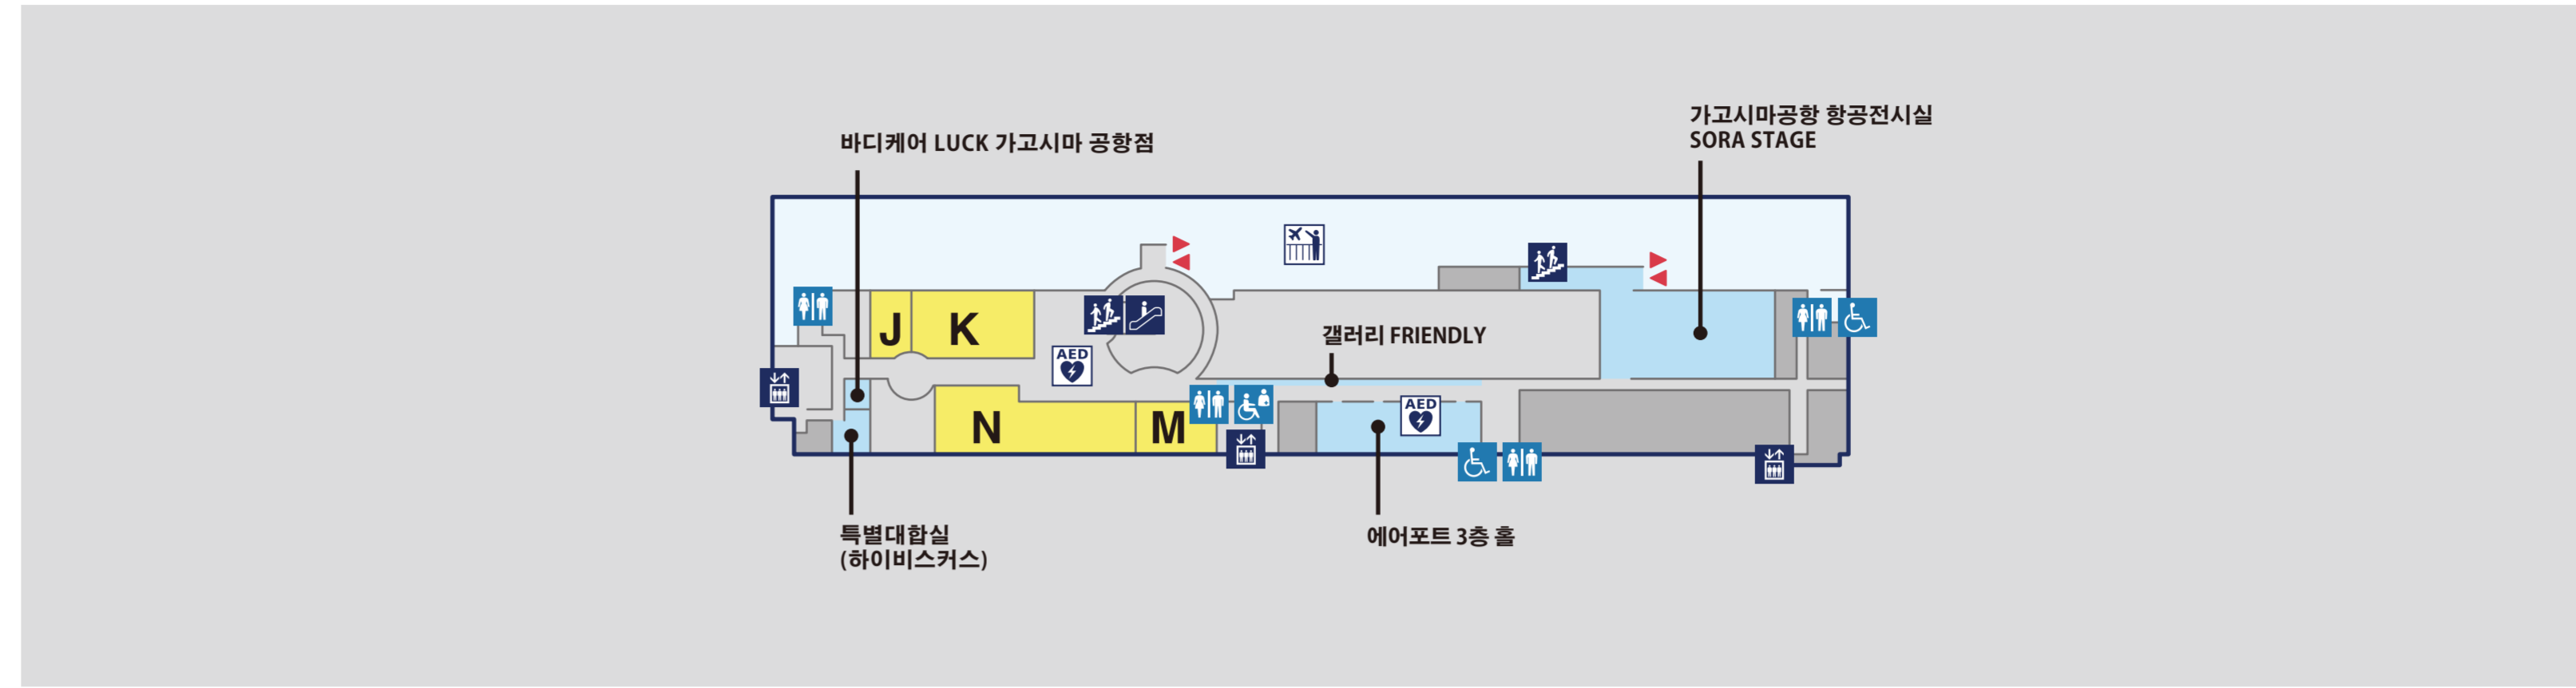 가고시마공항 항공전시실
SORA STAGE
바디케어 LUCK 가고시마 공항점
J
K
갤러리 FRIENDLY
AED
AED
N
M
특별대합실
(하이비스커스)
에어포트 3층 홀